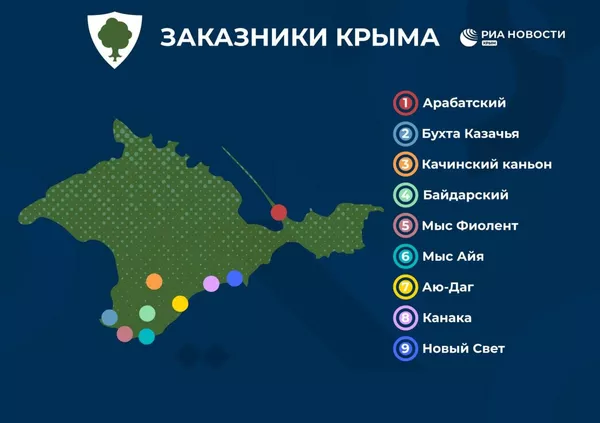 ЗАКАЗНИКИ КРЫМА
РИА НОВОСТИ
КРЫМ
1 Арабатский
2 Бухта Казачья
3 Качинский каньон
4 Байдарский
5 Мыс Фиолент
6 Мыс Айя
7 Аю-Даг
8 Канака
9 Новый Свет